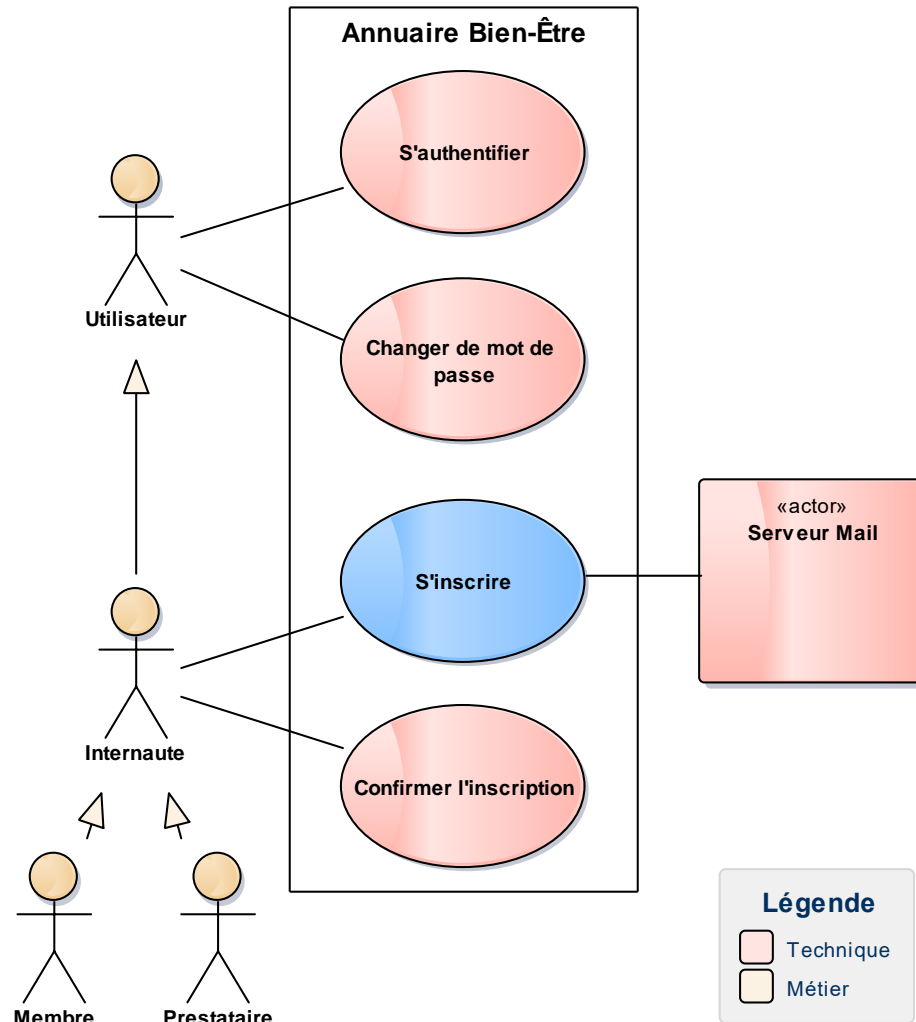 Annuaire Bien-Être
S'authentifier
Utilisateur
Changer de mot de
passe
«actor»
Serveur Mail
S'inscrire
Internaute
Confirmer l'inscription
Membre
Prestataire
Légende
Technique
Métier